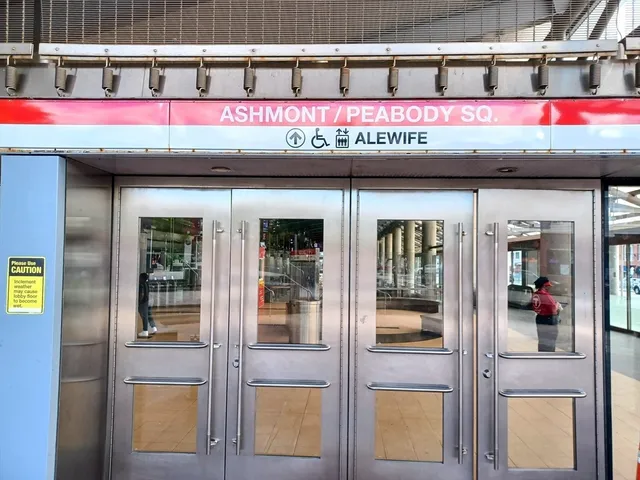 ASHMONT / PEABODY SQ.
ALEWIFE
Please Use
CAUTION
Inclement
weather
may cause
lobby floor
to become
wet.